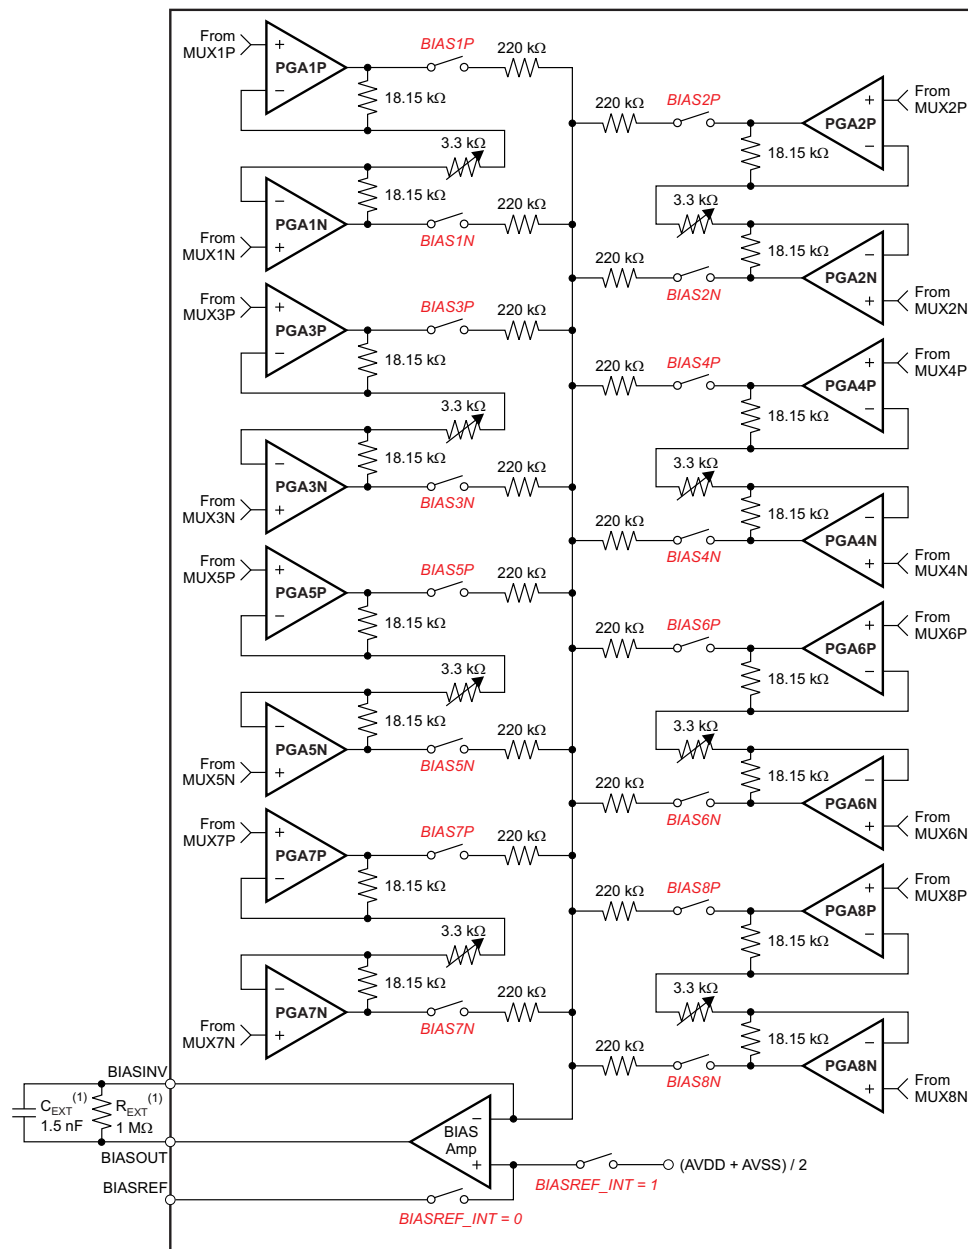 From
MUX1P
PGA1P
BIAS1P
220 kΩ
18.15 kΩ
3.3 kΩ
18.15 kΩ
PGA1N
From
MUX1N
BIAS1N
220 kΩ
From
MUX3P
PGA3P
BIAS3P
220 kΩ
18.15 kΩ
3.3 kΩ
18.15 kΩ
PGA3N
From
MUX3N
BIAS3N
220 kΩ
From
MUX5P
PGA5P
BIAS5P
220 kΩ
18.15 kΩ
3.3 kΩ
18.15 kΩ
PGA5N
From
MUX5N
BIAS5N
220 kΩ
From
MUX7P
PGA7P
BIAS7P
220 kΩ
18.15 kΩ
3.3 kΩ
18.15 kΩ
PGA7N
From
MUX7N
BIAS7N
220 kΩ
220 kΩ
BIAS2P
PGA2P
From
MUX2P
18.15 kΩ
3.3 kΩ
18.15 kΩ
220 kΩ
BIAS2N
PGA2N
From
MUX2N
220 kΩ
BIAS4P
PGA4P
From
MUX4P
18.15 kΩ
3.3 kΩ
18.15 kΩ
220 kΩ
BIAS4N
PGA4N
From
MUX4N
220 kΩ
BIAS6P
PGA6P
From
MUX6P
18.15 kΩ
3.3 kΩ
18.15 kΩ
220 kΩ
BIAS6N
PGA6N
From
MUX6N
220 kΩ
BIAS8P
PGA8P
From
MUX8P
18.15 kΩ
3.3 kΩ
18.15 kΩ
220 kΩ
BIAS8N
PGA8N
From
MUX8N
BIASINV
CEXT(1)
1.5 nF
REXT(1)
1 MΩ
BIASOUT
BIASREF
BIAS
Amp
(AVDD + AVSS) / 2
BIASREF_INT = 1
BIASREF_INT = 0